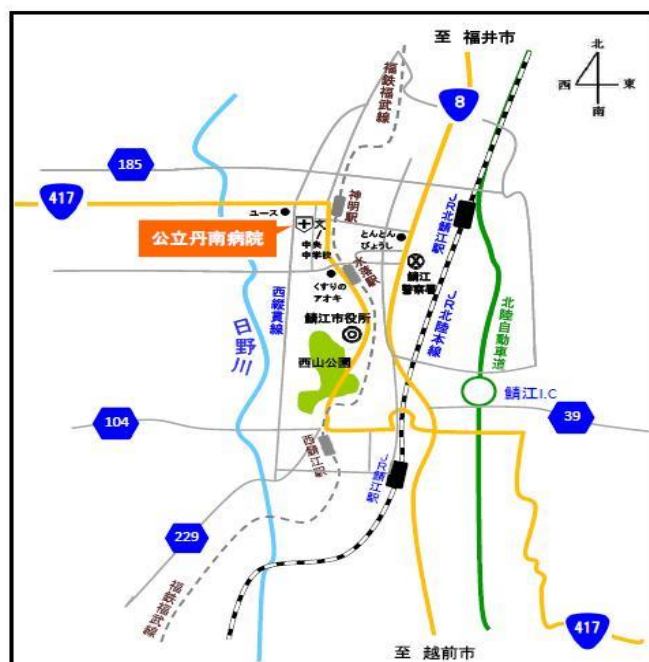 至 福井市
北
西 東
南
8
福鉄福武線
185
417
神明駅
ユース
文
公立丹南病院
中央
中学校
とんとん
びょうし
JR北鯖江駅
水落駅
鯖江
警察署
くすりの
アオキ
西縦貫線
JR北陸本線
北陸自動車道
鯖江市役所
日野川
西山公園
鯖江I.C
104
39
西鯖江駅
JR鯖江駅
229
福鉄福武線
417
至 越前市